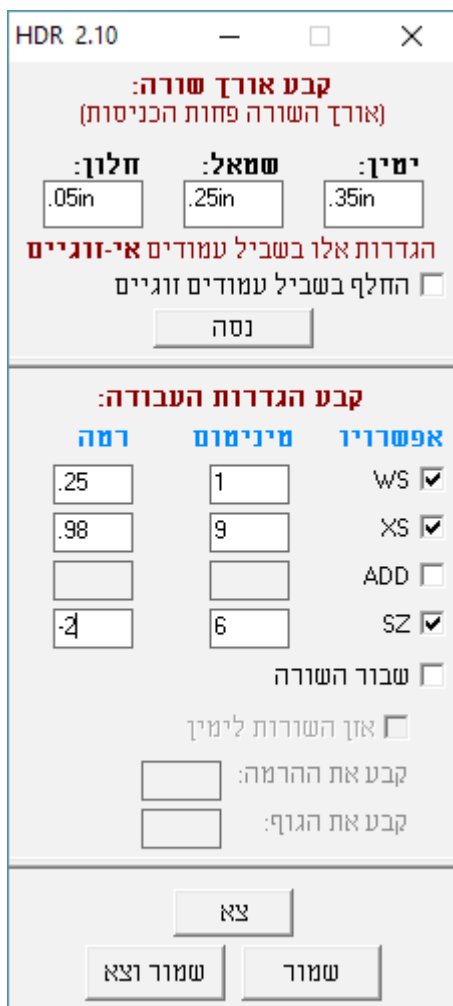 HDR 2.10
קבע אורך שורה:
(אורך השורה פחות הכניסות)
ימין: שמאל: חלון:
.35in .25in .05in
הגדרות אלו בשביל עמודים אי-זוגיים
החלף בשביל עמודים זוגיים
נסה
קבע הגדרות העבודה:
אפשרויו מינימום רמה
WS 1 .25
XS 9 .98
ADD
SZ 6 -2
שבור השורה
אזן השורות לימין
קבע את ההרמה:
קבע את הגוף:
צא
שמור שמור וצא